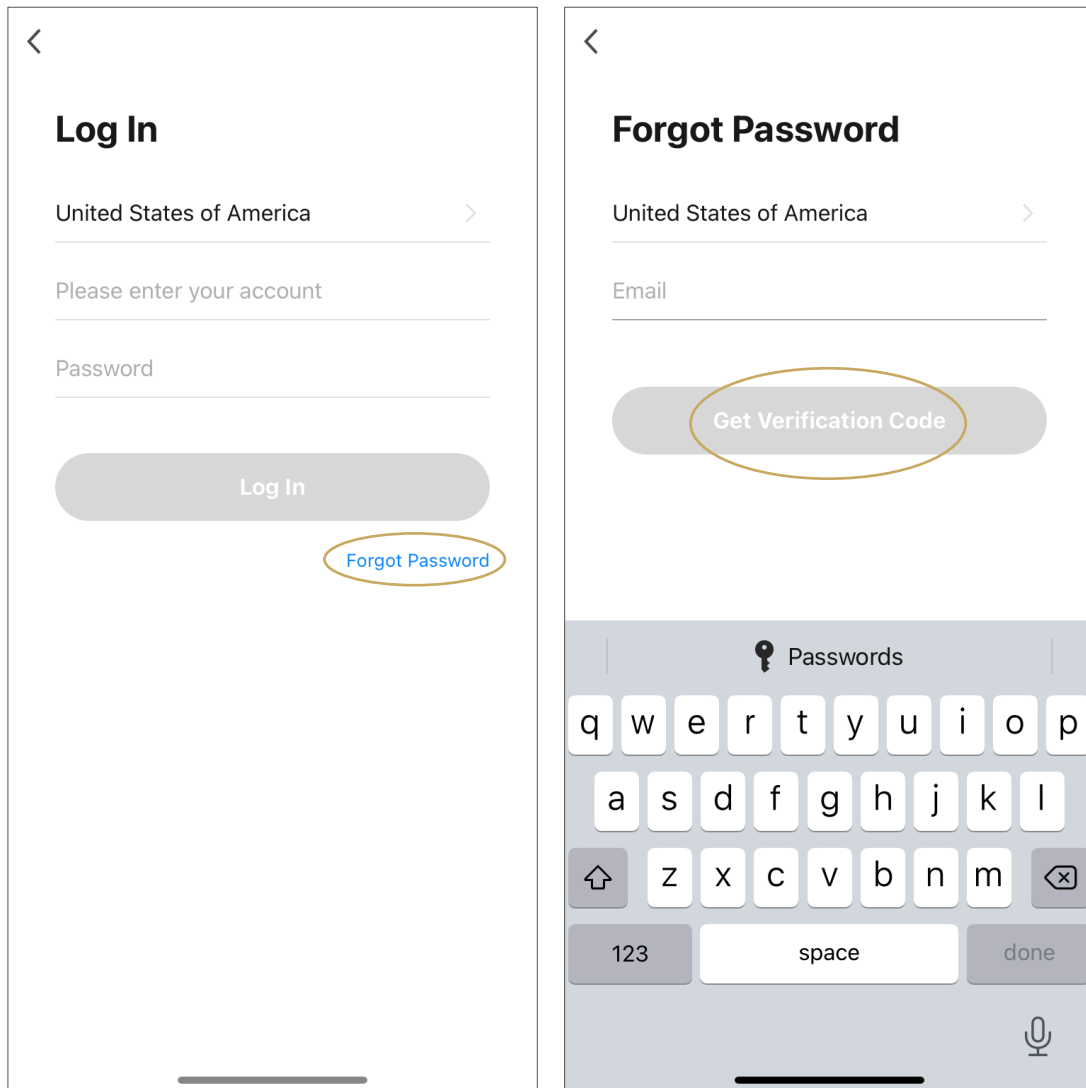 Log In
United States of America
Please enter your account
Password
Log In
Forgot Password
Forgot Password
United States of America
Email
Get Verification Code
Passwords
q w e r t y u i o p
a s d f g h j k l
z x c v b n m
123 space done